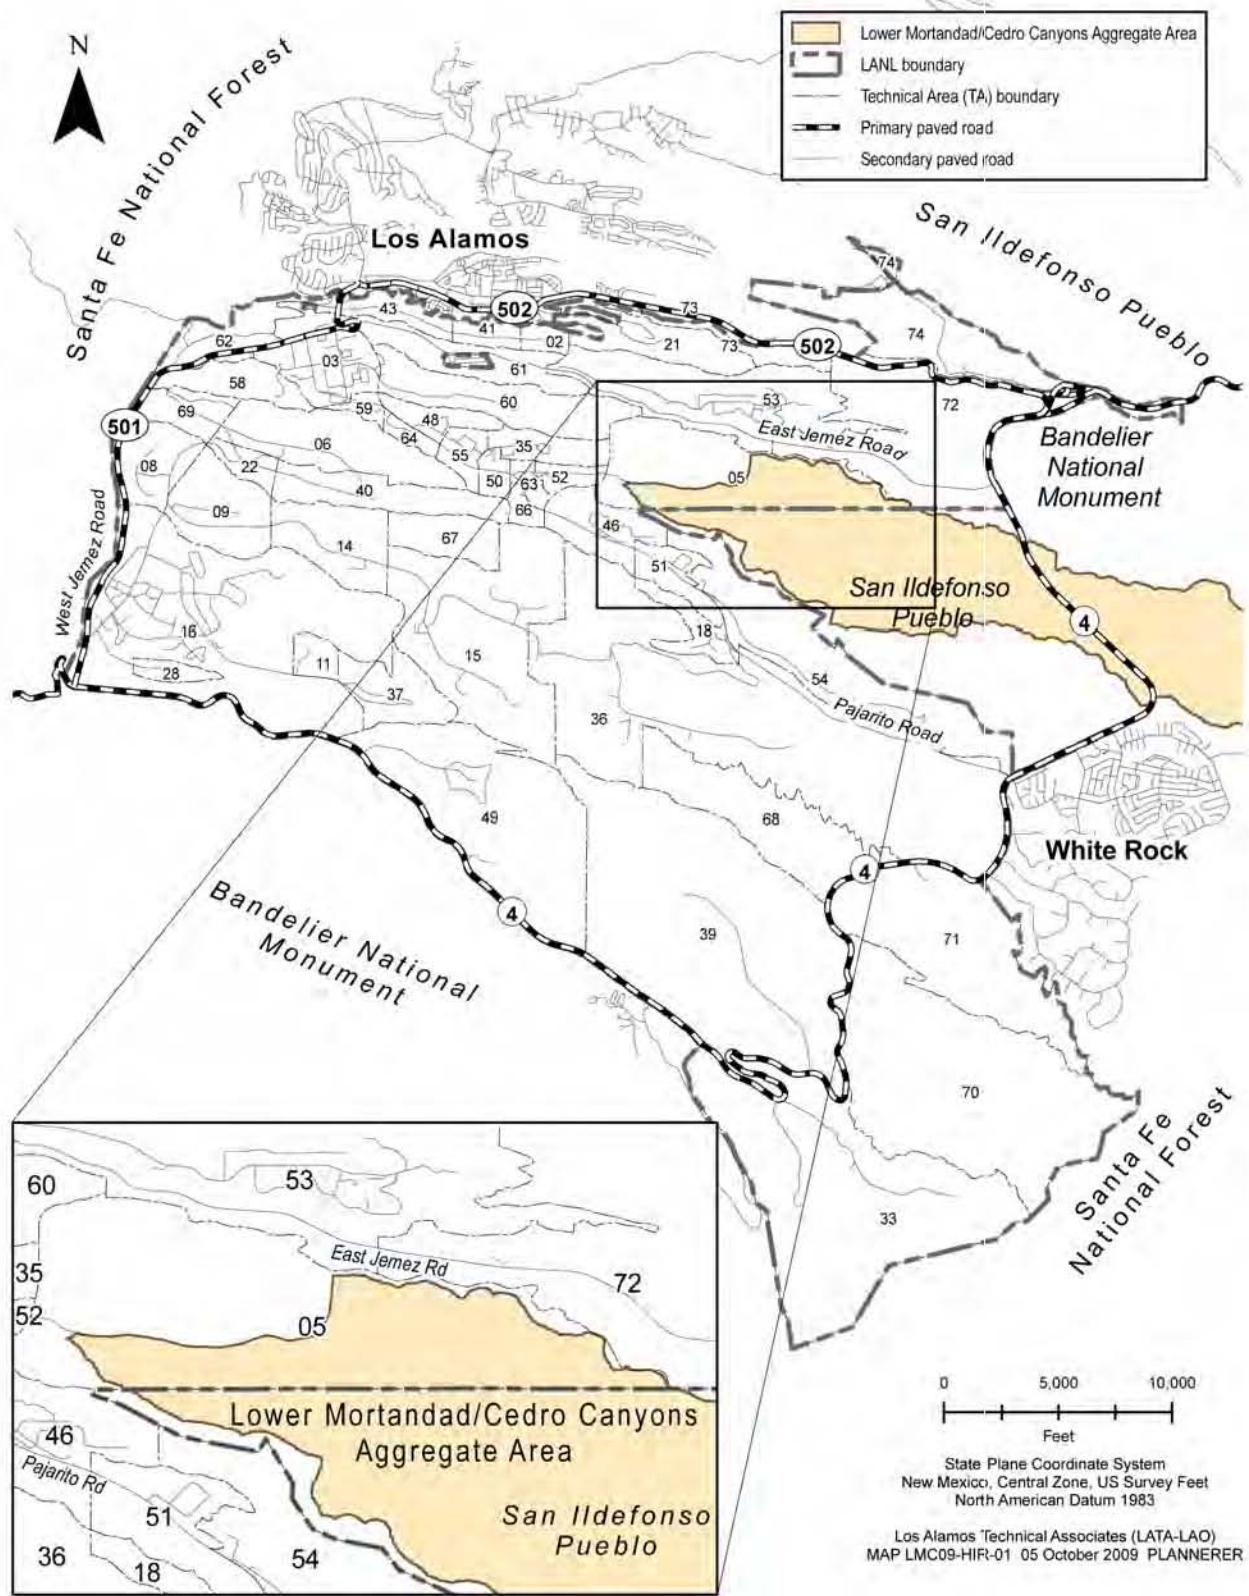 N
Lower Mortandad/Cedro Canyons Aggregate Area
LANL boundary
Technical Area (TA) boundary
Primary paved road
Secondary paved road
Santa Fe National Forest
San Ildefonso Pueblo
Los Alamos
74
43
502
73
41
02
21
73
502
74
62
03
61
58
53
72
59
60
69
48
East Jemez Road
501
64
06
35
Bandelier
National
Monument
08
22
55
05
40
50
63
52
09
66
46
West Jemez Road
14
67
51
San Ildefonso
Pueblo
4
16
18
11
15
28
37
54
36
Pajarito Road
49
68
White Rock
4
Bandelier National
Monument
4
39
71
70
Santa Fe
National Forest
33
60
53
East Jemez Rd
35
72
52
05
Lower Mortandad/Cedro Canyons
Aggregate Area
46
Pajarito Rd
51
San Ildefonso
Pueblo
36
18
54
0 5,000 10,000
Feet
State Plane Coordinate System
New Mexico, Central Zone, US Survey Feet
North American Datum 1983
Los Alamos Technical Associates (LATA-LAO)
MAP LMC09-HIR-01 05 October 2009 PLANNERER